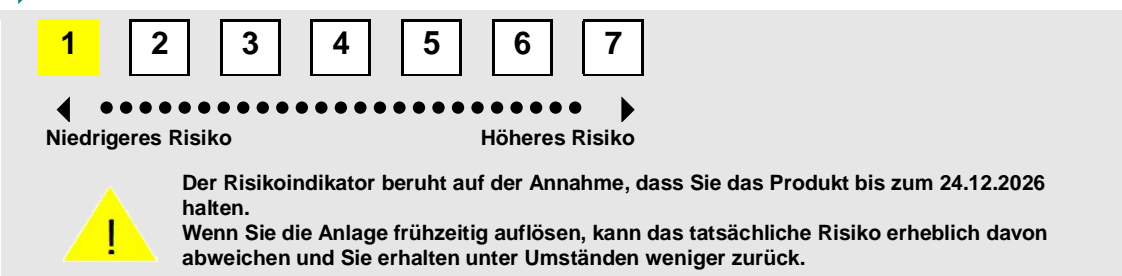 1 2 3 4 5 6 7
Niedrigeres Risiko Höheres Risiko
Der Risikoindikator beruht auf der Annahme, dass Sie das Produkt bis zum 24.12.2026
halten.
Wenn Sie die Anlage frühzeitig auflösen, kann das tatsächliche Risiko erheblich davon
abweichen und Sie erhalten unter Umständen weniger zurück.
!